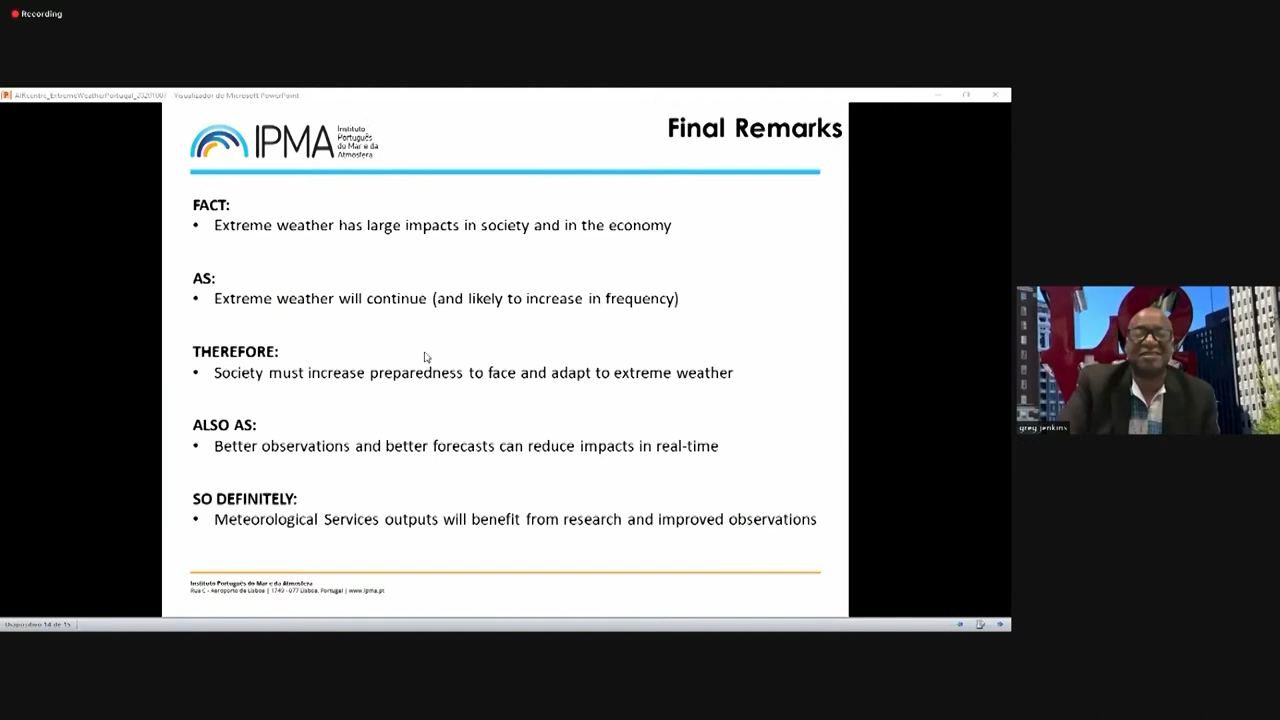 Recording
AIRcentre_ExtremeWeatherPortugal_20201007 - Visualizador do Microsoft PowerPoint
IPMA
Instituto
Português
do Mar e da
Atmosfera
Final Remarks
FACT:
• Extreme weather has large impacts in society and in the economy
AS:
• Extreme weather will continue (and likely to increase in frequency)
THEREFORE:
• Society must increase preparedness to face and adapt to extreme weather
ALSO AS:
• Better observations and better forecasts can reduce impacts in real-time
SO DEFINITELY:
• Meteorological Services outputs will benefit from research and improved observations
Instituto Português do Mar e da Atmosfera
Rua C - Aeroporto de Lisboa | 1749 - 077 Lisboa, Portugal | www.ipma.pt
Diapositivo 14 de 15
greg jenkins